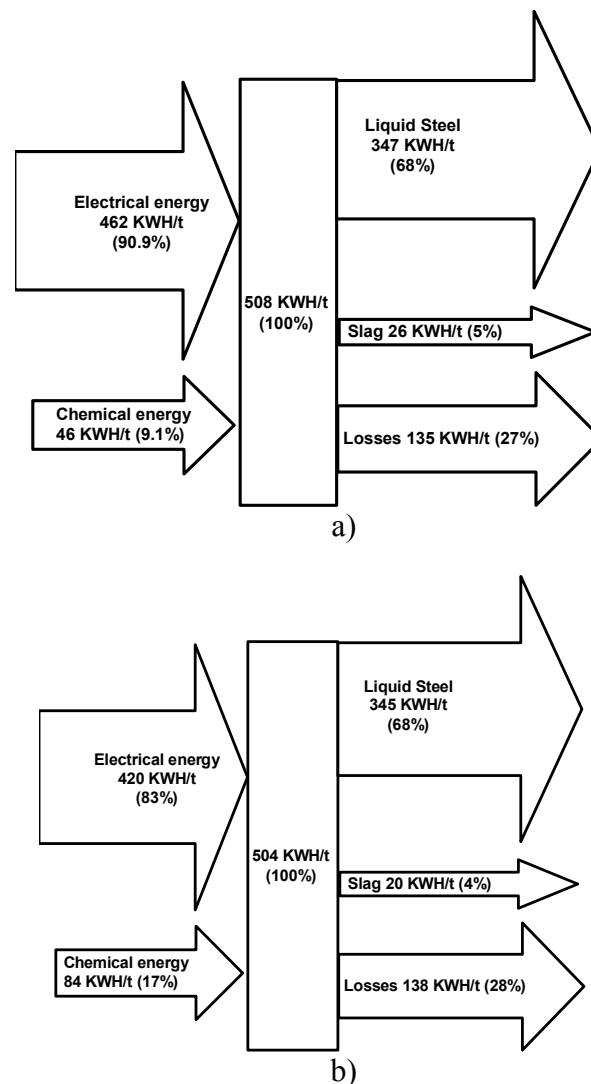 Electrical energy
462 KWH/t
(90.9%)
Chemical energy
46 KWH/t (9.1%)
508 KWH/t
(100%)
Liquid Steel
347 KWH/t
(68%)
Slag 26 KWH/t (5%)
Losses 135 KWH/t (27%)
a)
Electrical energy
420 KWH/t
(83%)
Chemical energy
84 KWH/t (17%)
504 KWH/t
(100%)
Liquid Steel
345 KWH/t
(68%)
Slag 20 KWH/t (4%)
Losses 138 KWH/t (28%)
b)